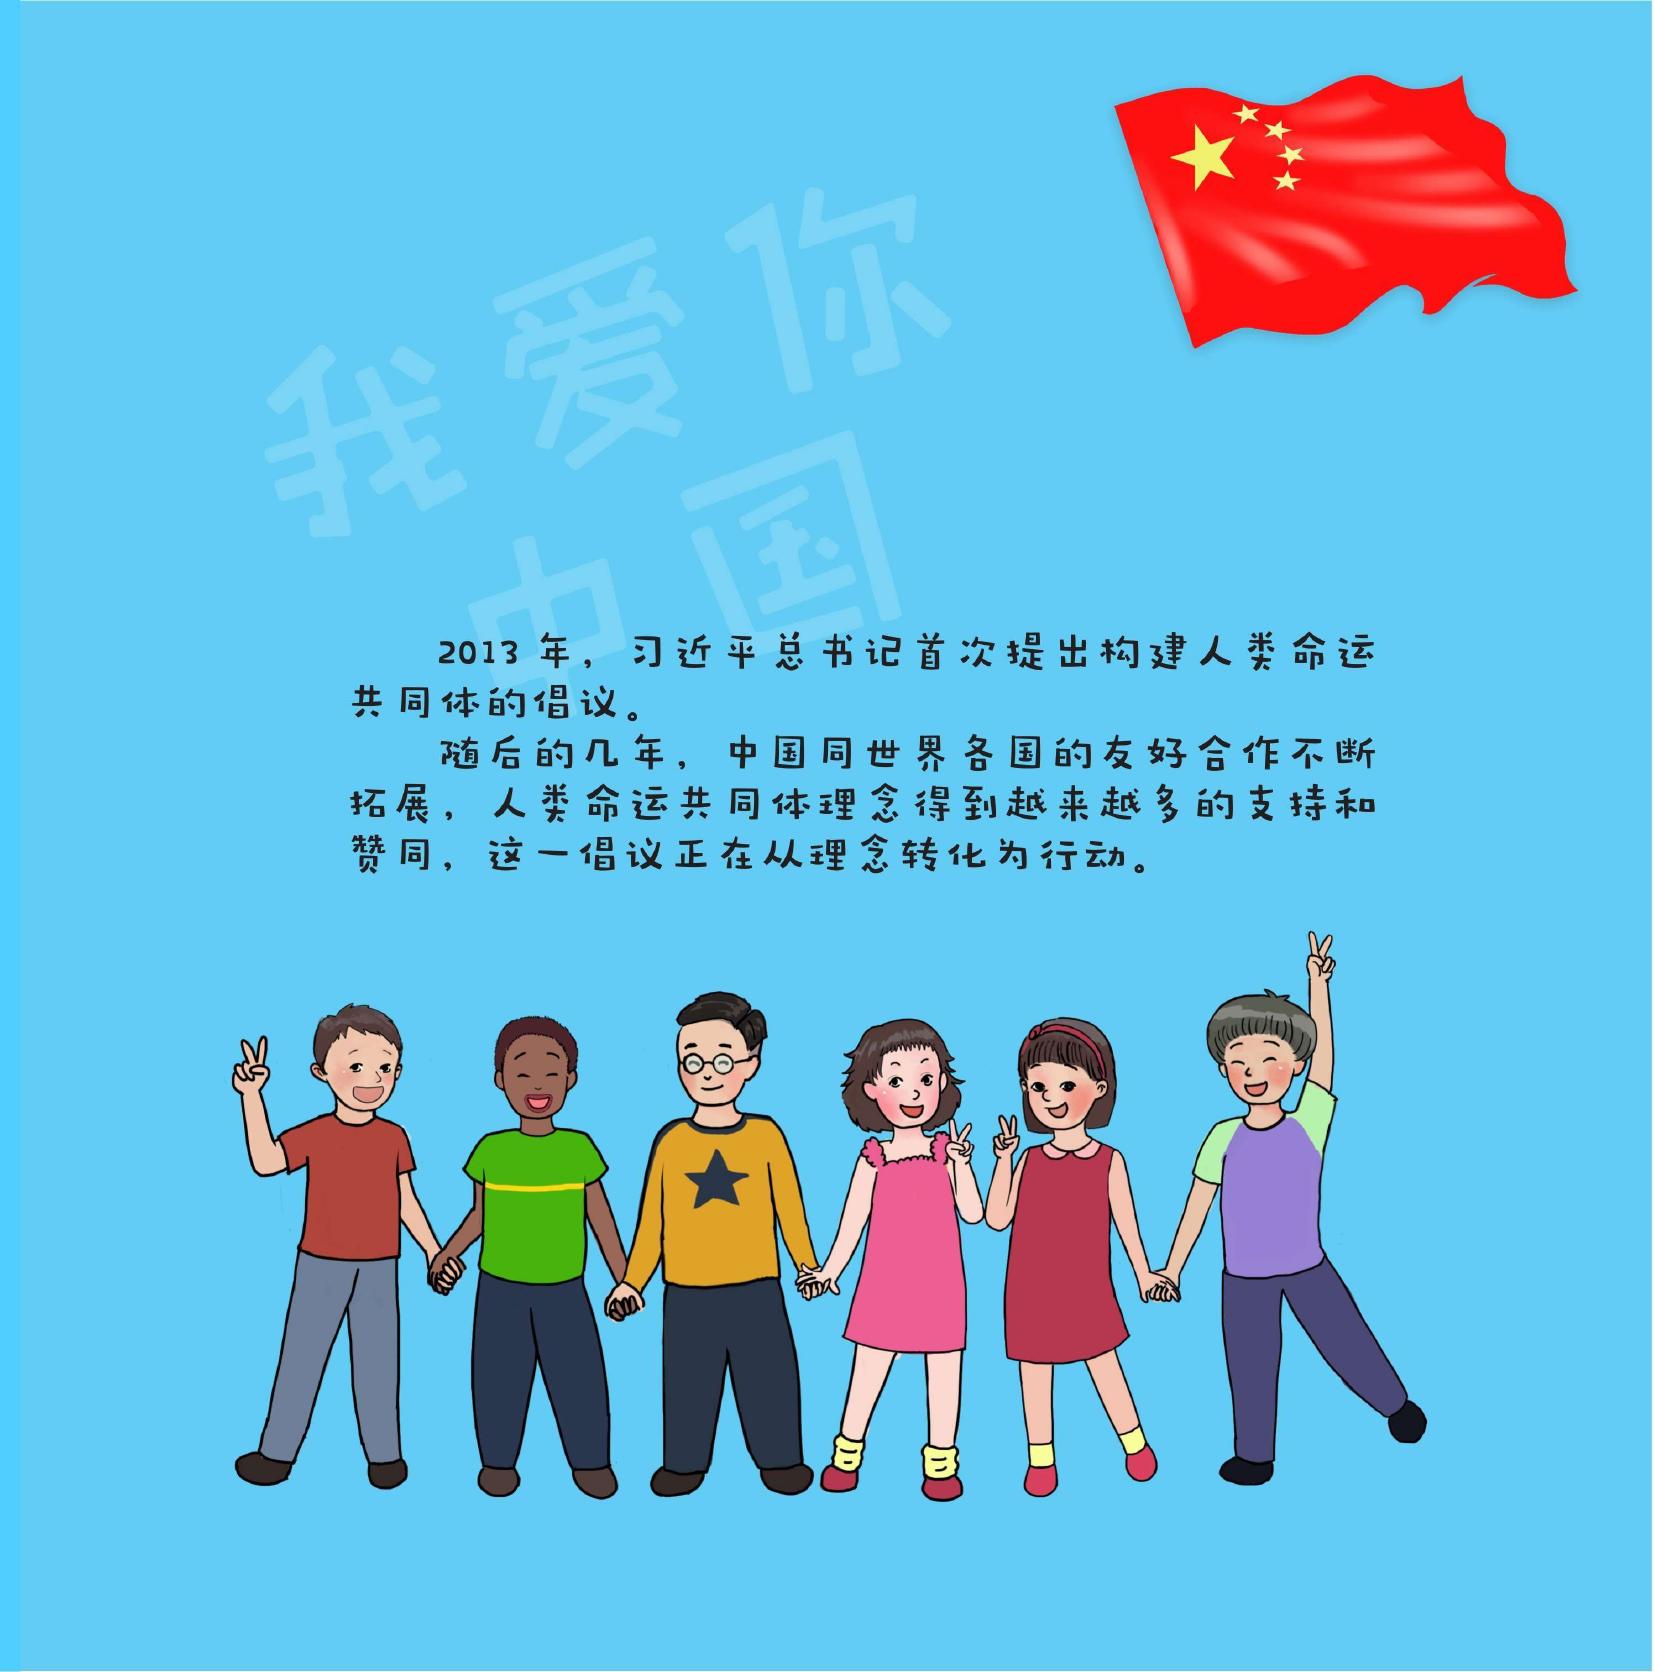 我爱你
中国
2013年，习近平总书记首次提出构建人类命运
共同体的倡议。
随后的几年，中国同世界各国的友好合作不断
拓展，人类命运共同体理念得到越来越多的支持和
赞同，这一倡议正在从理念转化为行动。